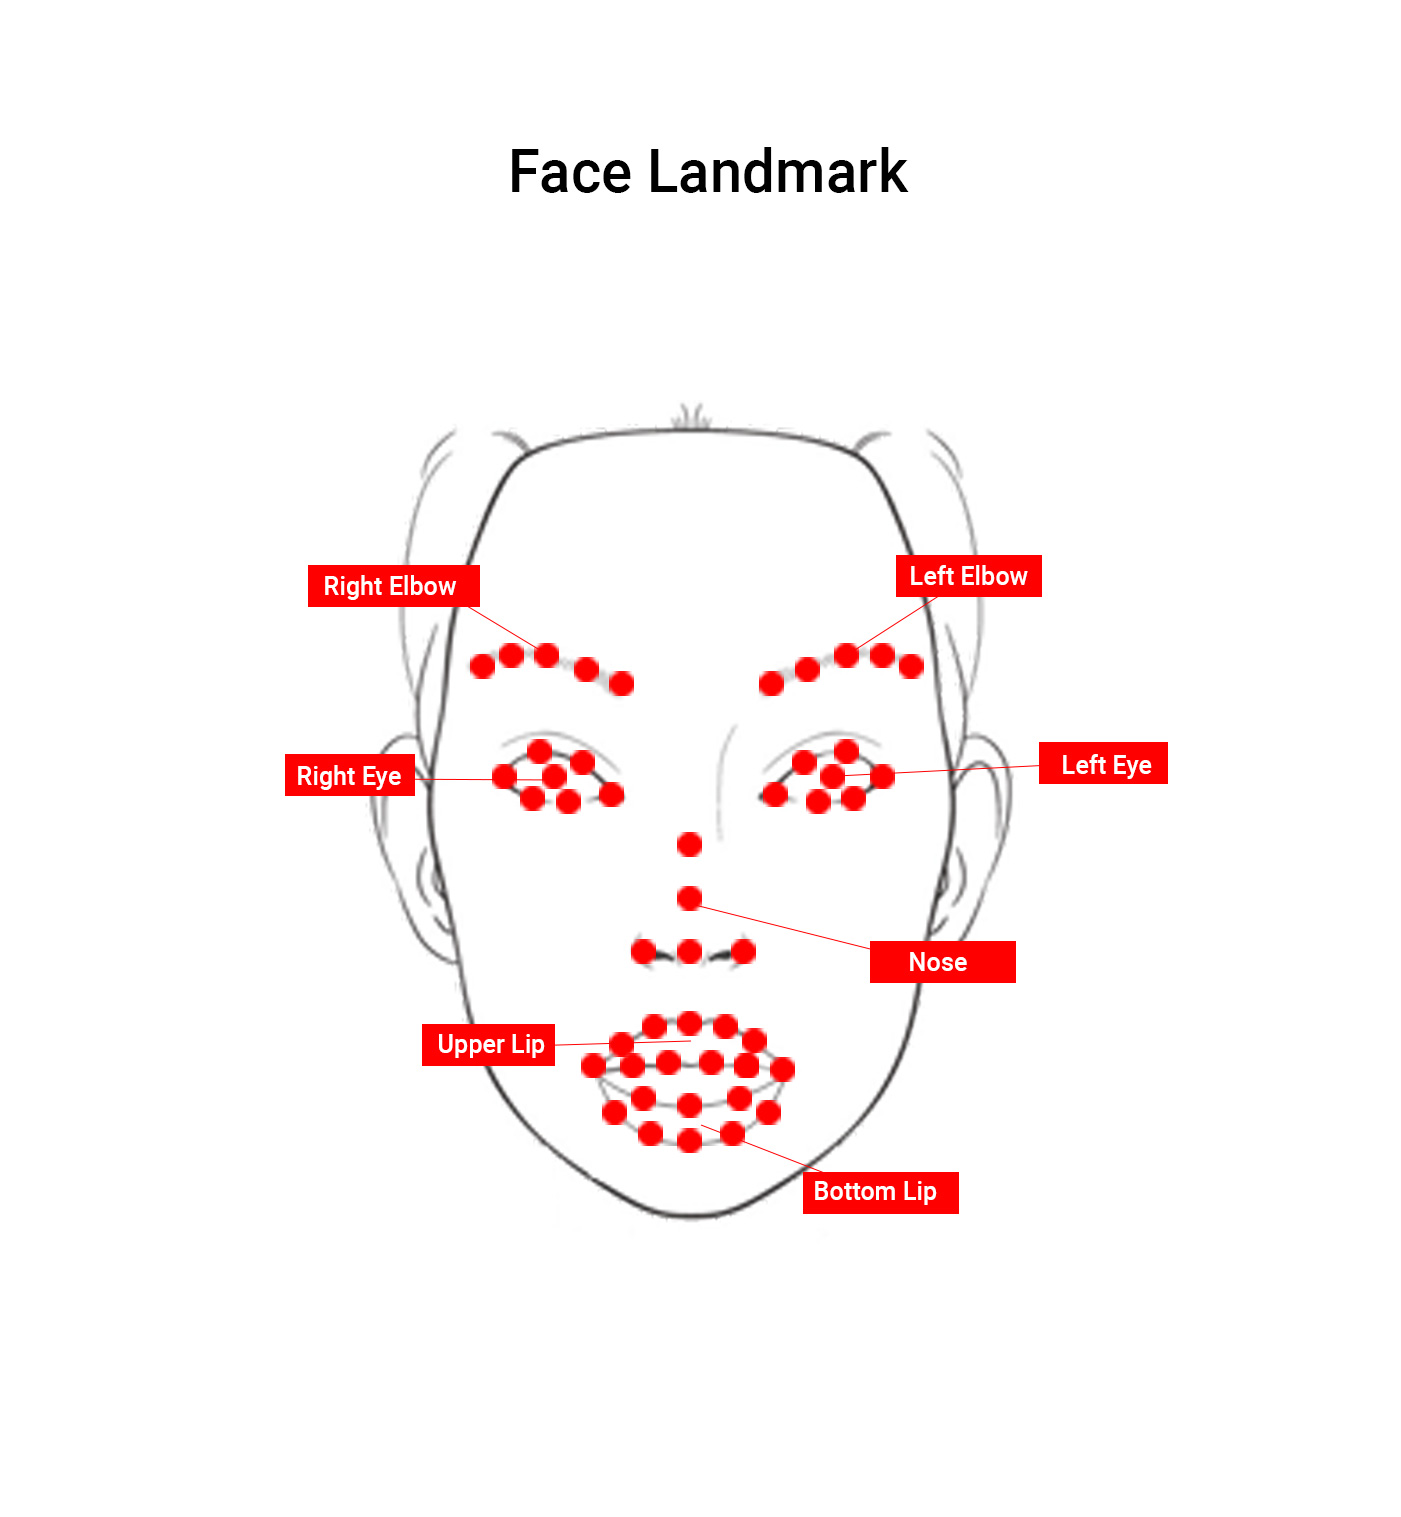 Face Landmark
Right Elbow
Left Elbow
Right Eye
Left Eye
Nose
Upper Lip
Bottom Lip